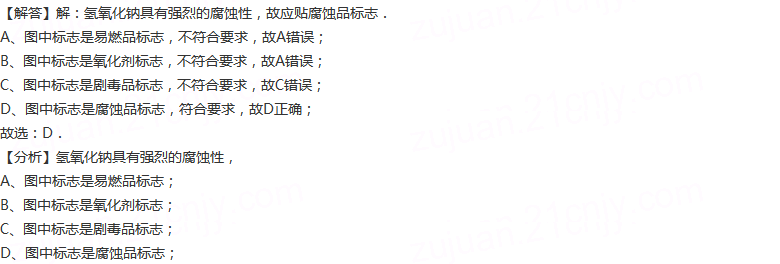 【解答】解：氢氧化钠具有强烈的腐蚀性，故应贴腐蚀品标志．
A、图中标志是易燃品标志，不符合要求，故A错误；
B、图中标志是氧化剂标志，不符合要求，故A错误；
C、图中标志是剧毒品标志，不符合要求，故C错误；
D、图中标志是腐蚀品标志，符合要求，故D正确；
故选：D．
【分析】氢氧化钠具有强烈的腐蚀性，
A、图中标志是易燃品标志；
B、图中标志是氧化剂标志；
C、图中标志是剧毒品标志；
D、图中标志是腐蚀品标志；